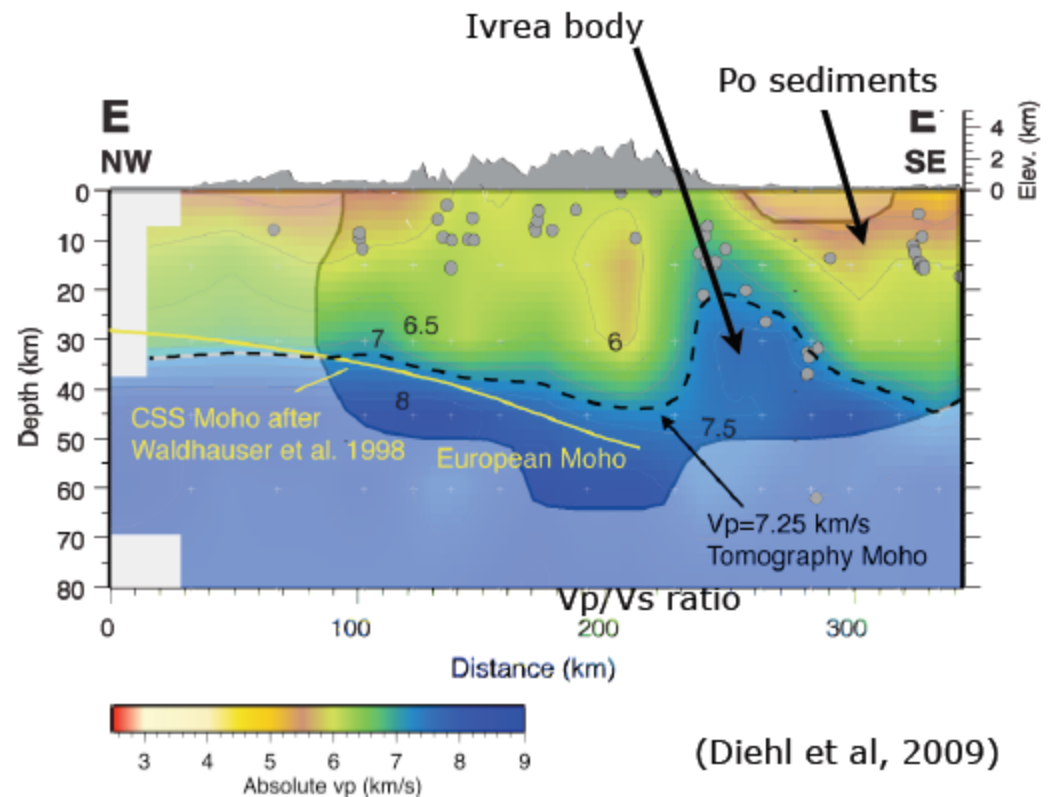 Ivrea body
Po sediments
E
NW
E'
SE
4
2
0
Elev. (km)
0
10
20
30
40
50
60
70
80
Depth (km)
7
6.5
6
8
7.5
CSS Moho after
Waldhauser et al. 1998
European Moho
Vp=7.25 km/s
Tomography Moho
Vp/Vs ratio
0
100
200
300
Distance (km)
3
4
5
6
7
8
9
Absolute vp (km/s)
(Diehl et al, 2009)